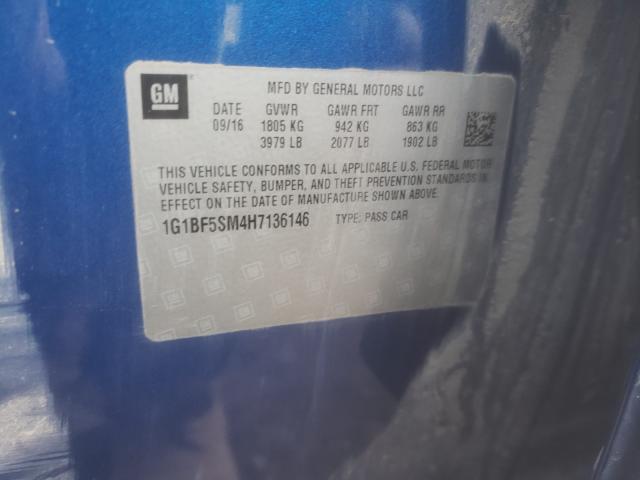 GM
MFD BY GENERAL MOTORS LLC
DATE GVWR GAWR FRT GAWR RR
09/16 1805 KG 942 KG 863 KG
3979 LB 2077 LB 1902 LB
THIS VEHICLE CONFORMS TO ALL APPLICABLE U.S. FEDERAL MOTOR
VEHICLE SAFETY, BUMPER, AND THEFT PREVENTION STANDARDS IN
EFFECT ON THE DATE OF MANUFACTURE SHOWN ABOVE.
1G1BF5SM4H7136146 TYPE: PASS CAR